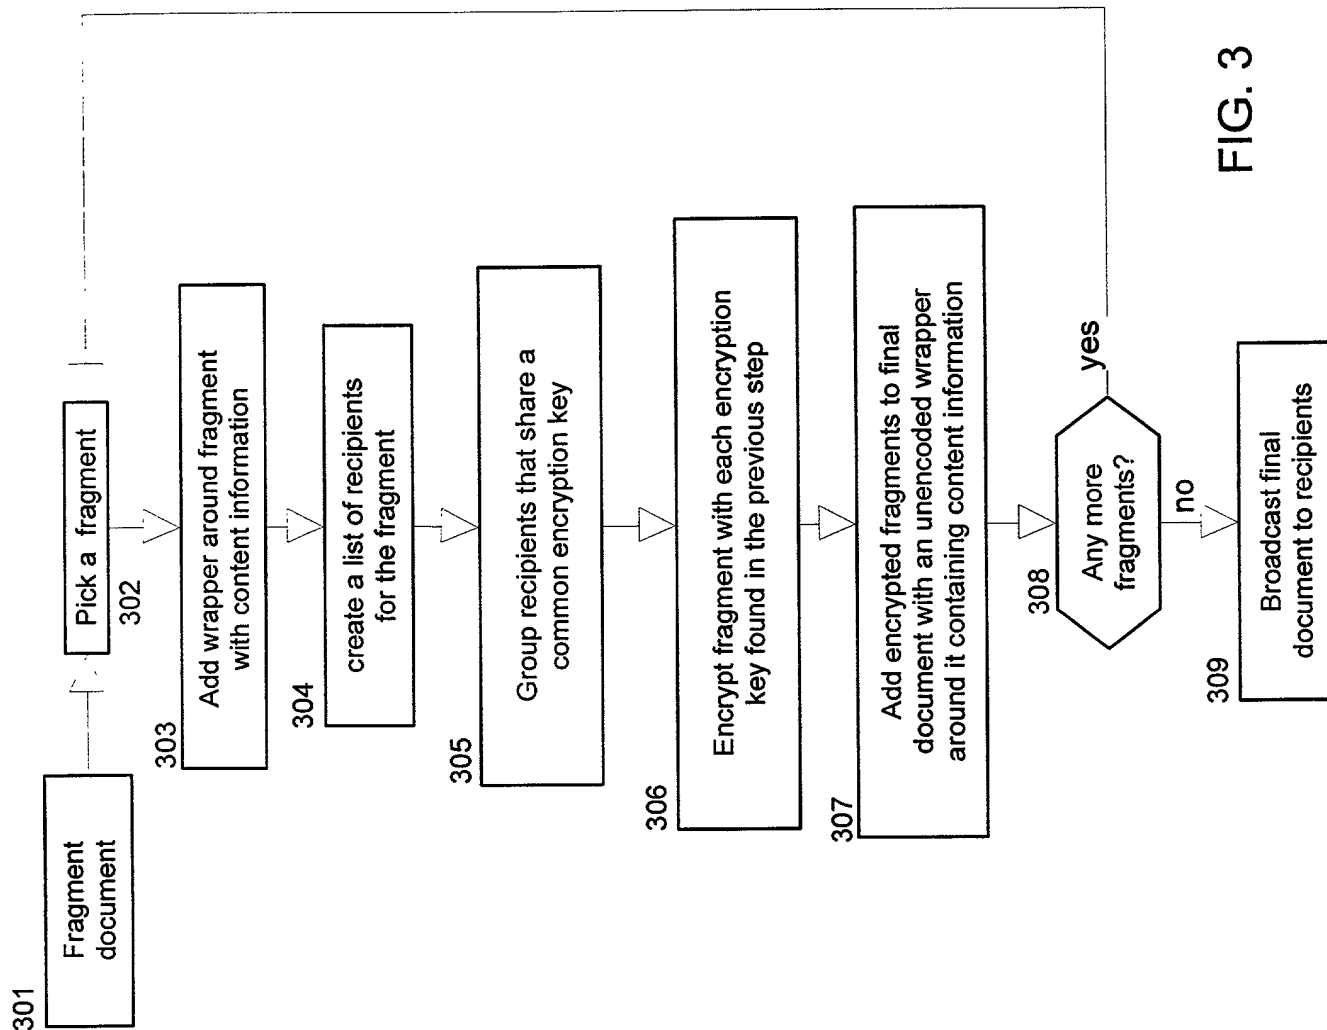 301
Fragment
document
Pick a fragment
302
303
Add wrapper around fragment
with content information
304
create a list of recipients
for the fragment
305
Group recipients that share a
common encryption key
306
Encrypt fragment with each encryption
key found in the previous step
307
Add encrypted fragments to final
document with an unencoded wrapper
around it containing content information
308
Any more
fragments?
yes
no
309
Broadcast final
document to recipients
FIG. 3